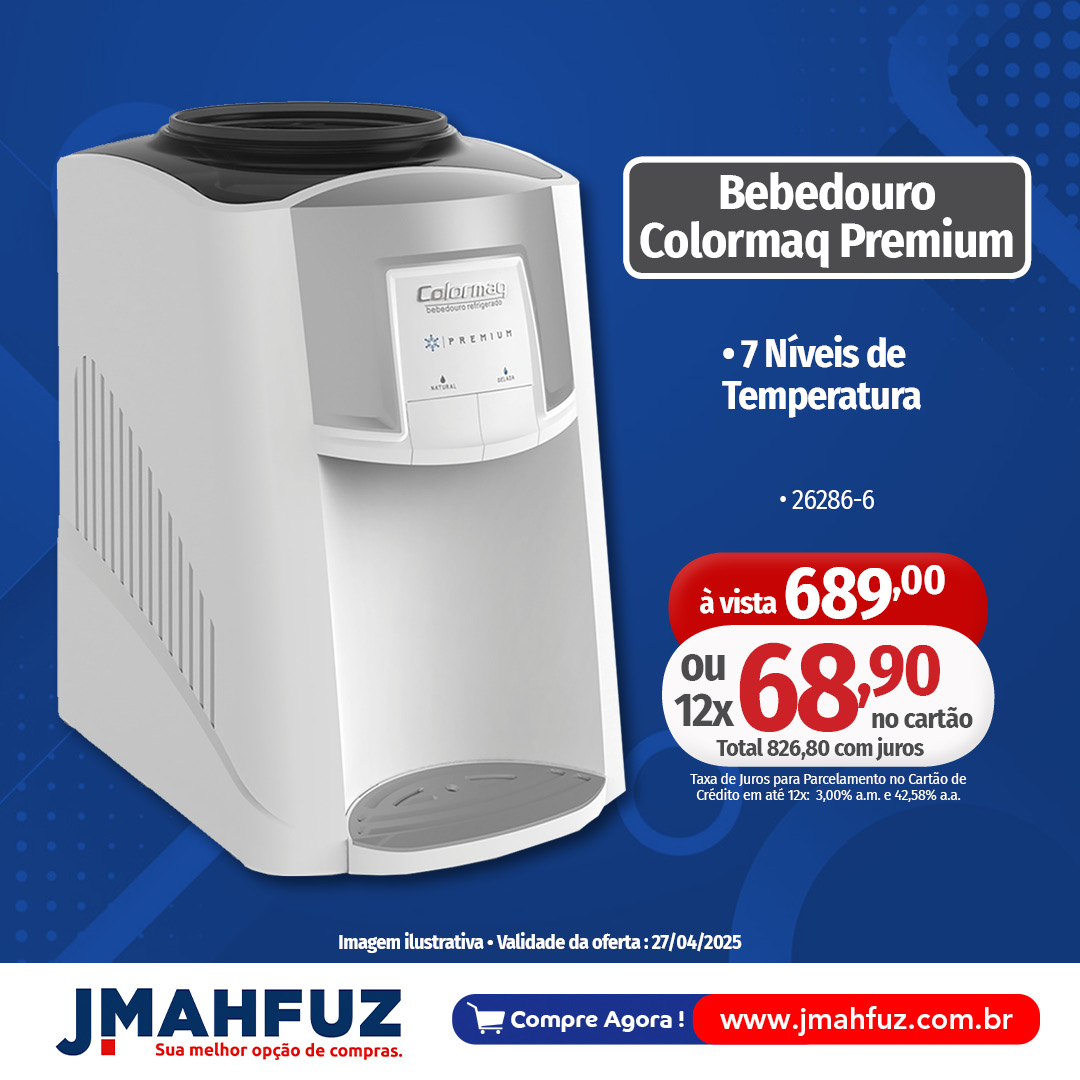 Bebedouro
Colormaq Premium
• 7 Níveis de
Temperatura
• 26286-6
Colormaq
bebedouro refrigerado
PREMIUM
NATURAL
GELADA
à vista 689,00
ou
12x 68,90
no cartão
Total 826,80 com juros
Taxa de Juros para Parcelamento no Cartão de
Crédito em até 12x: 3,00% a.m. e 42,58% a.a.
Imagem ilustrativa • Validade da oferta : 27/04/2025
JMAHFUZ
Sua melhor opção de compras.
Compre Agora !
www.jmahfuz.com.br